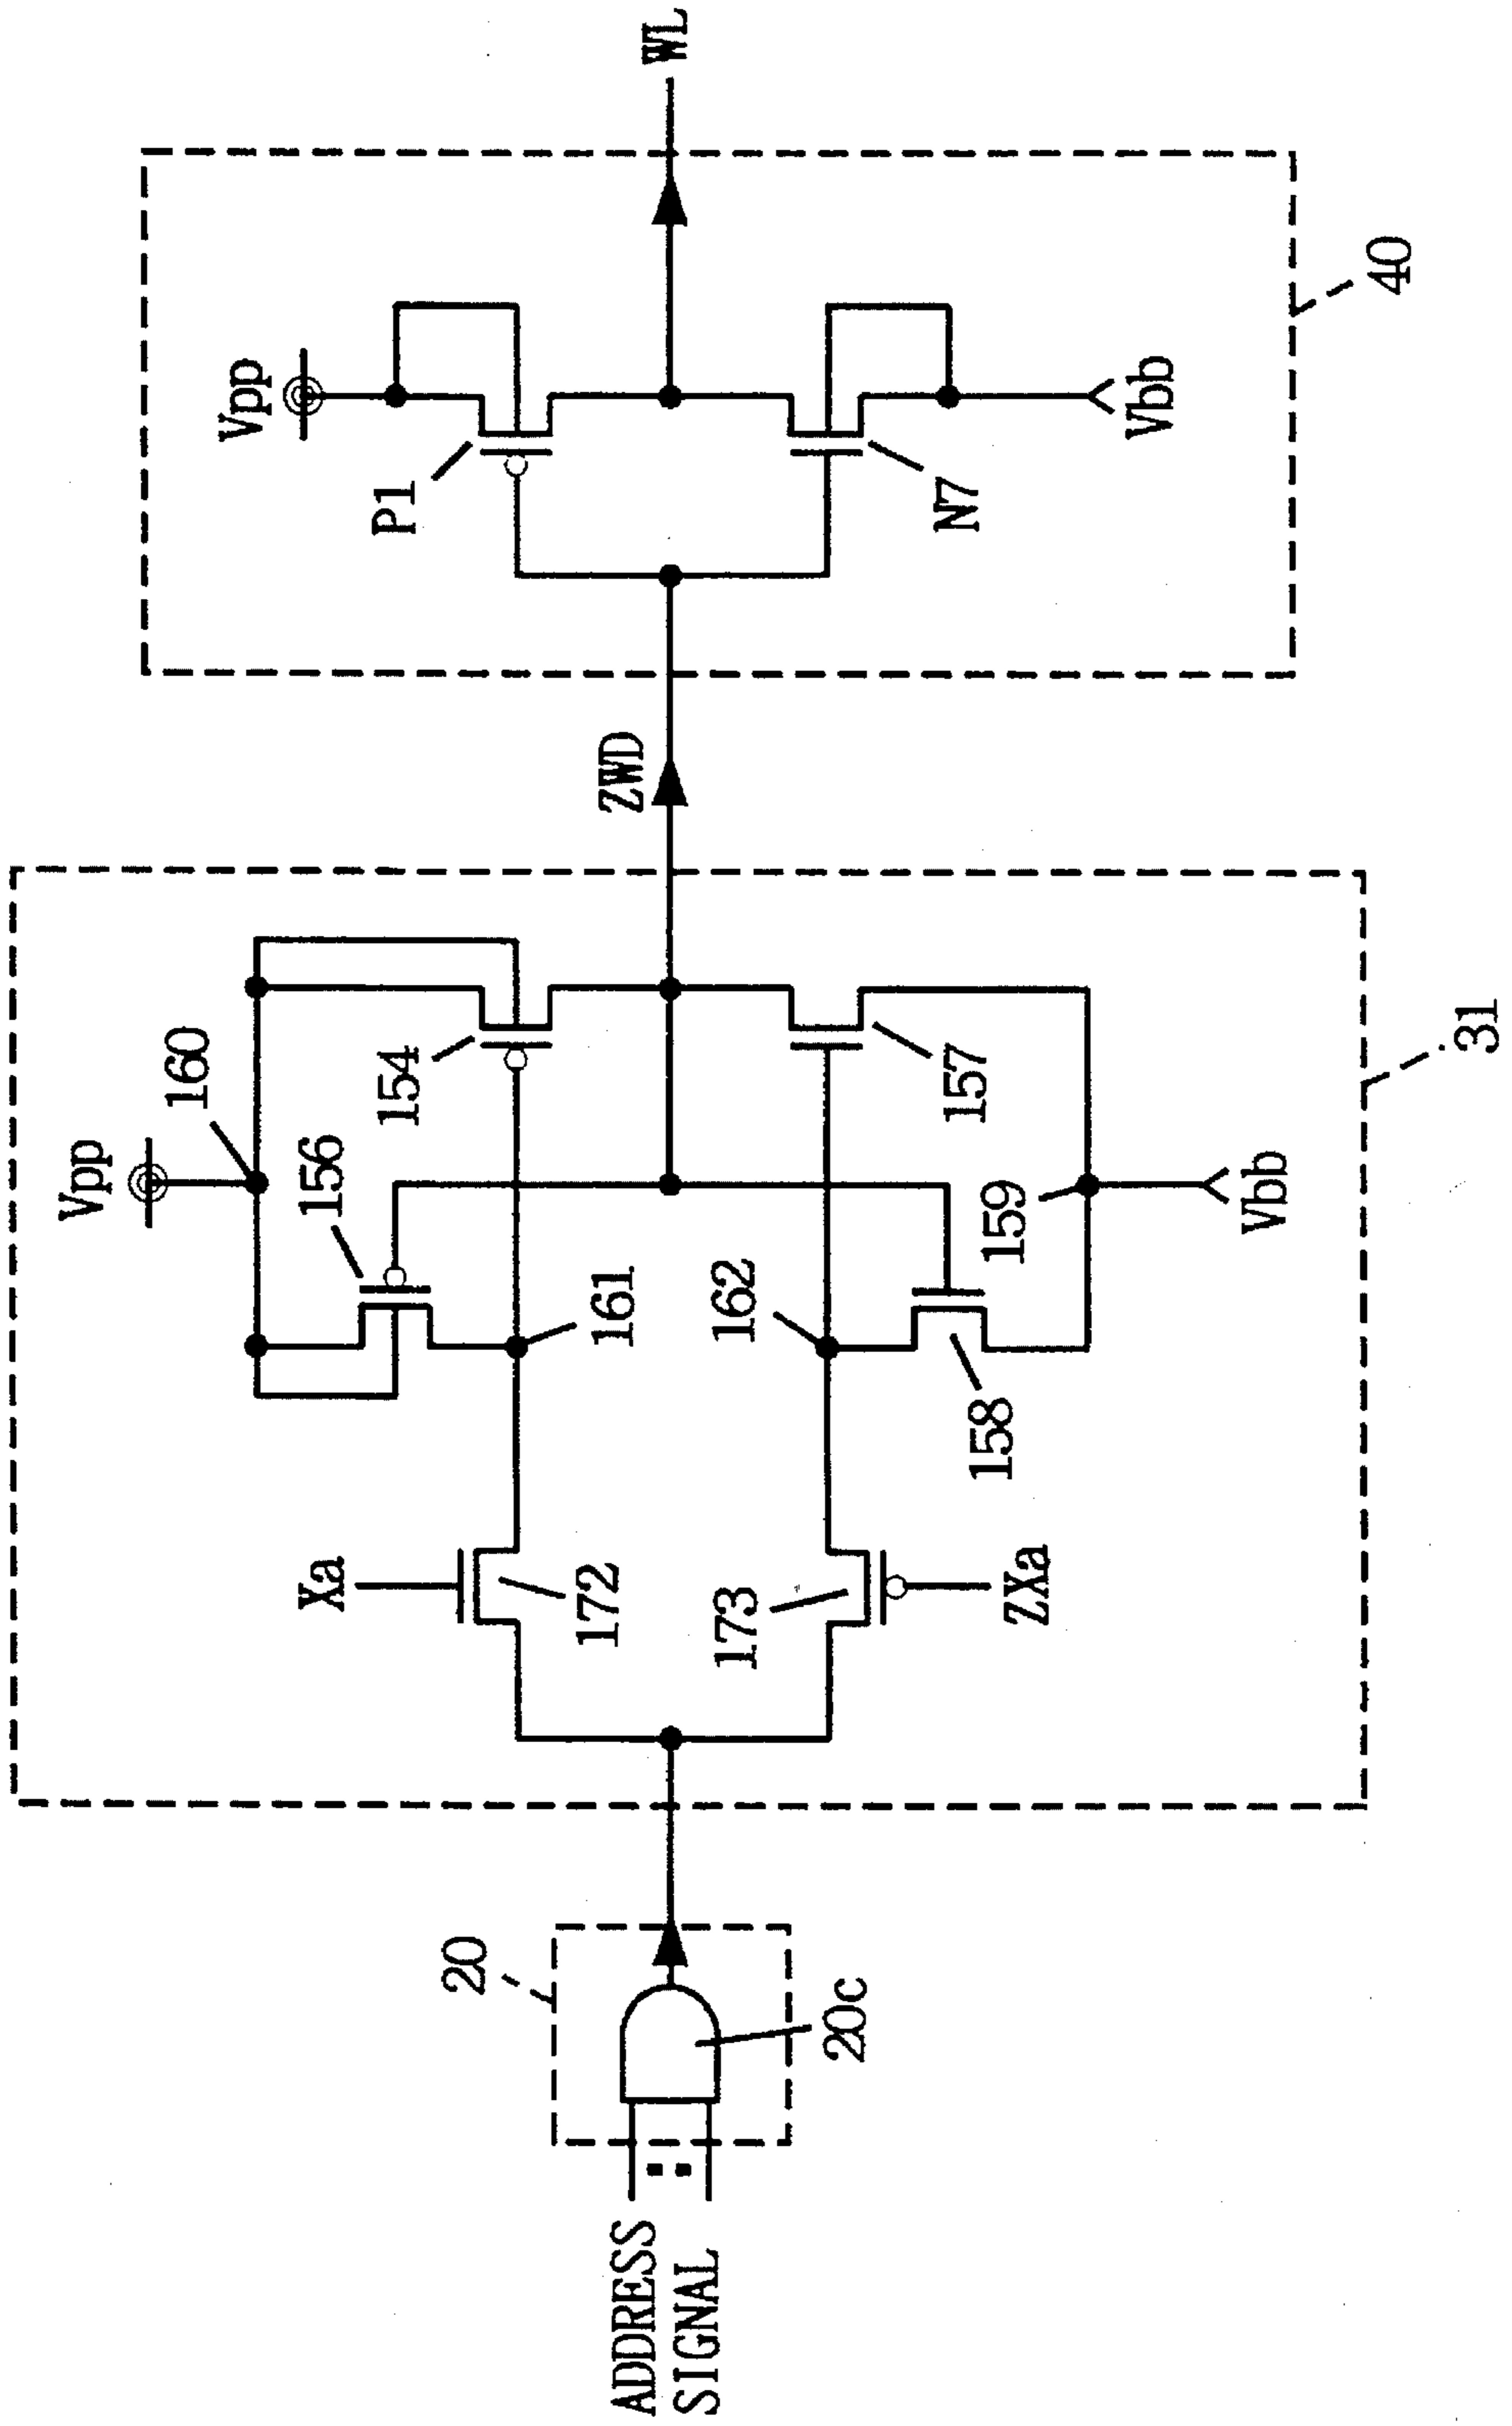 ADDRESS
SIGNAL
20
20c
Xa
172
173
ZXa
Vpp
160
156
154
161
162
158
157
159
Vbb
31
ZWD
Vpp
P1
N7
Vbb
40
WL